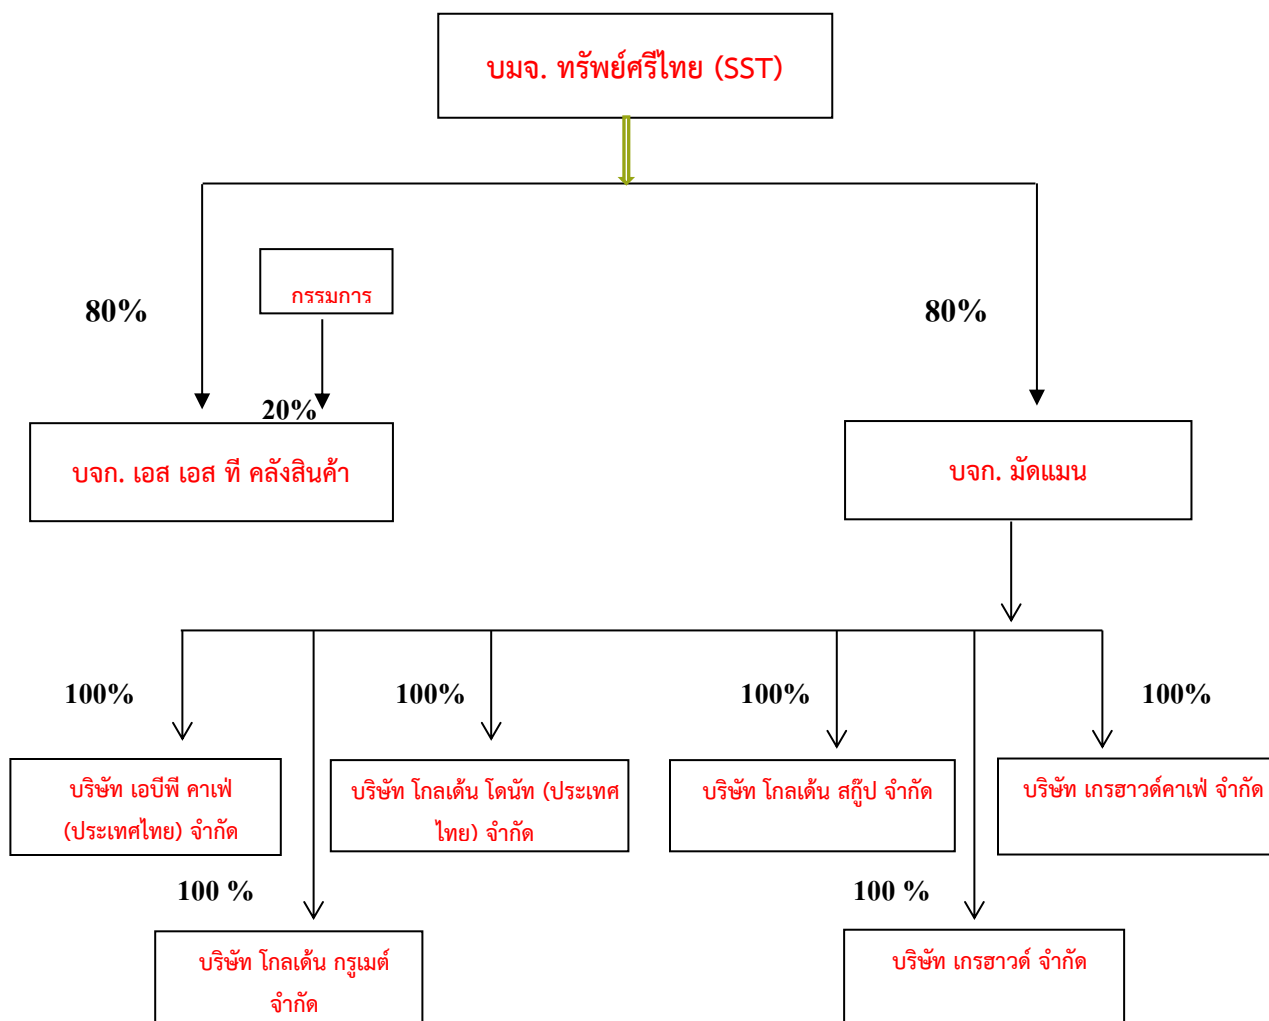 บมจ. ทรัพย์ศรีไทย (SST)
กรรมการ
80%
80%
20%
บจก. เอส เอส ที คลังสินค้า
บจก. มัดแมน
100%
100%
100%
100%
บริษัท เอบีพี คาเฟ่
(ประเทศไทย) จำกัด
บริษัท โกลเด้น โดนัท (ประเทศ
ไทย) จำกัด
บริษัท โกลเด้น สกู๊ป จำกัด
บริษัท เกรฮาวด์คาเฟ่ จำกัด
100 %
100 %
บริษัท โกลเด้น กรูเมต์
จำกัด
บริษัท เกรฮาวด์ จำกัด